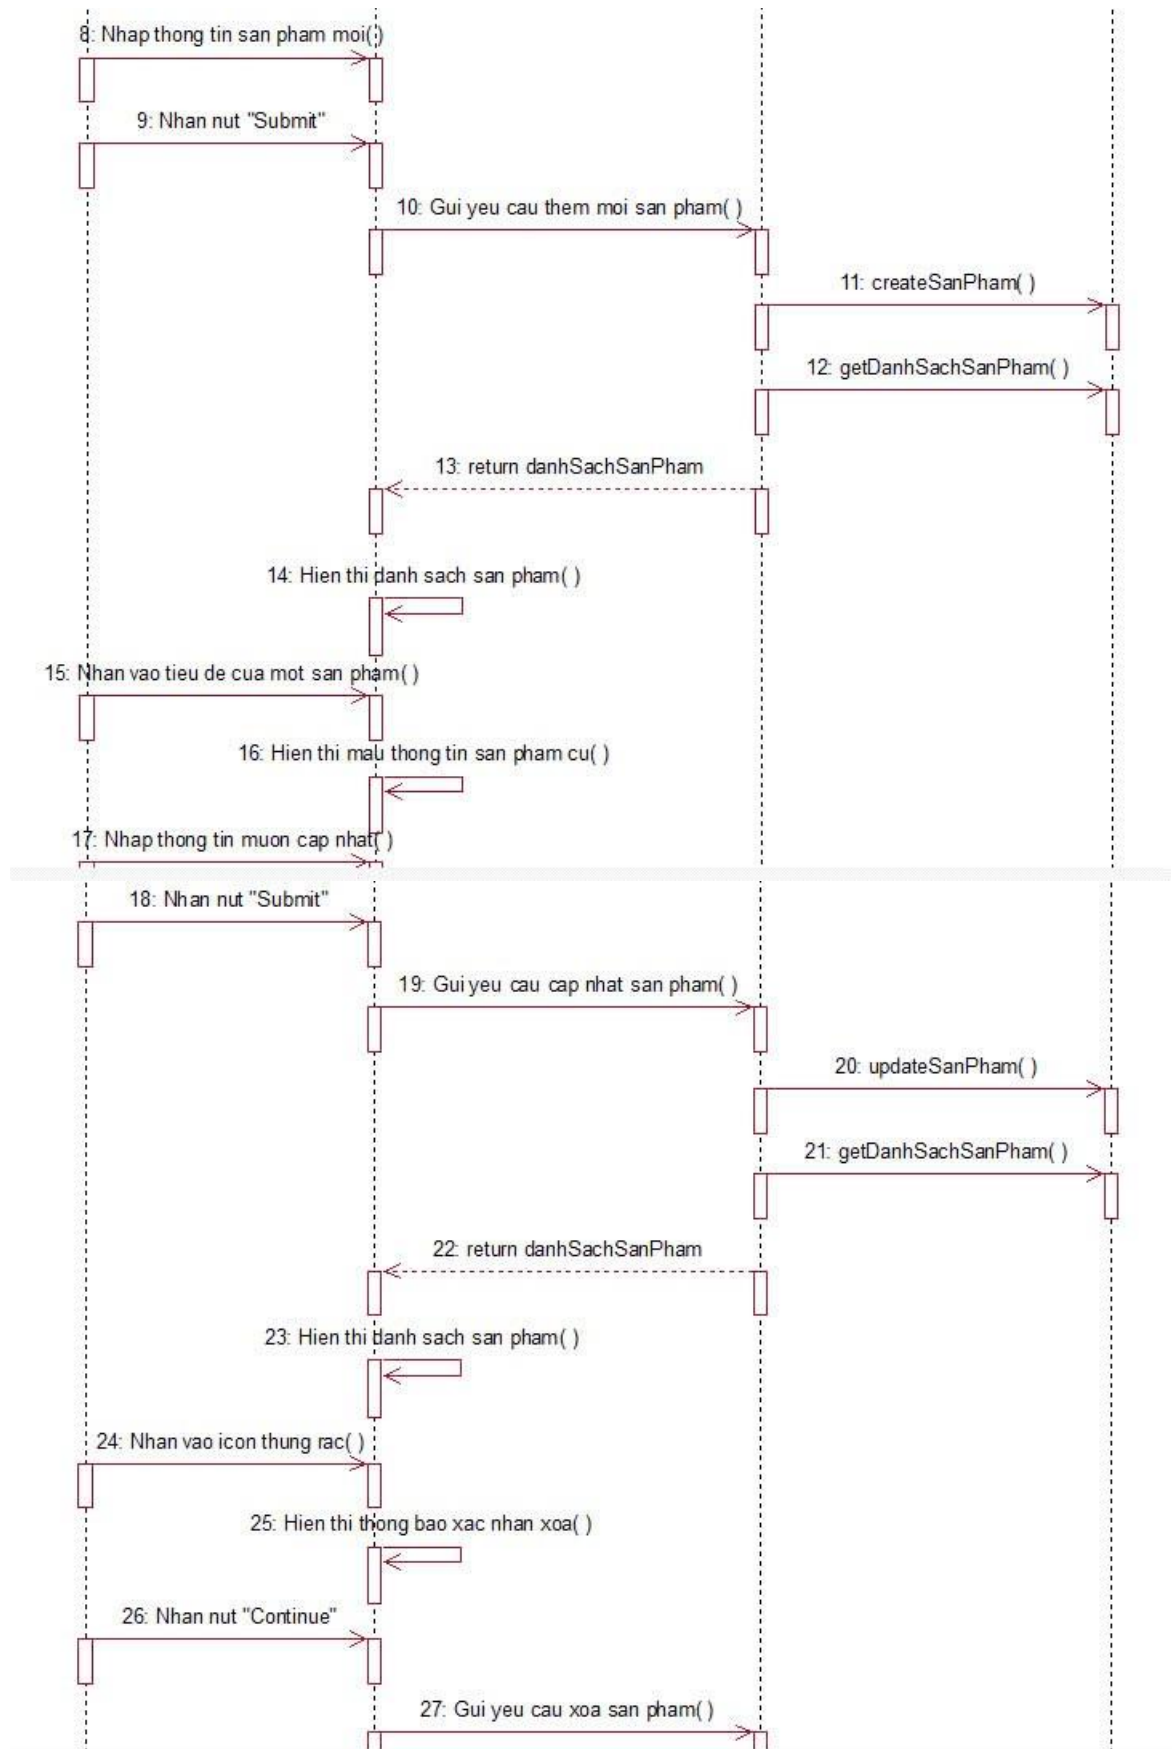 8: Nhap thong tin san pham moi( )
9: Nhan nut "Submit"
10: Gui yeu cau them moi san pham( )
11: createSanPham( )
12: getDanhSachSanPham( )
13: return danhSachSanPham
14: Hien thi danh sach san pham( )
15: Nhan vao tieu de cua mot san pham( )
16: Hien thi mau thong tin san pham cu( )
17: Nhap thong tin muon cap nhat( )
18: Nhan nut "Submit"
19: Gui yeu cau cap nhat san pham( )
20: updateSanPham( )
21: getDanhSachSanPham( )
22: return danhSachSanPham
23: Hien thi danh sach san pham( )
24: Nhan vao icon thung rac( )
25: Hien thi thong bao xac nhan xoa( )
26: Nhan nut "Continue"
27: Gui yeu cau xoa san pham( )